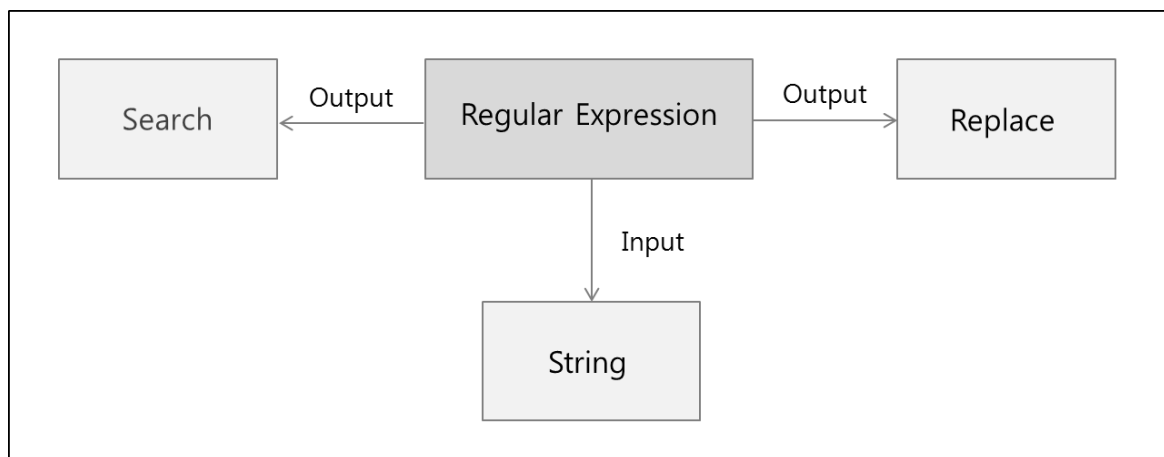 Output
Output
Search
Regular Expression
Replace
Input
String